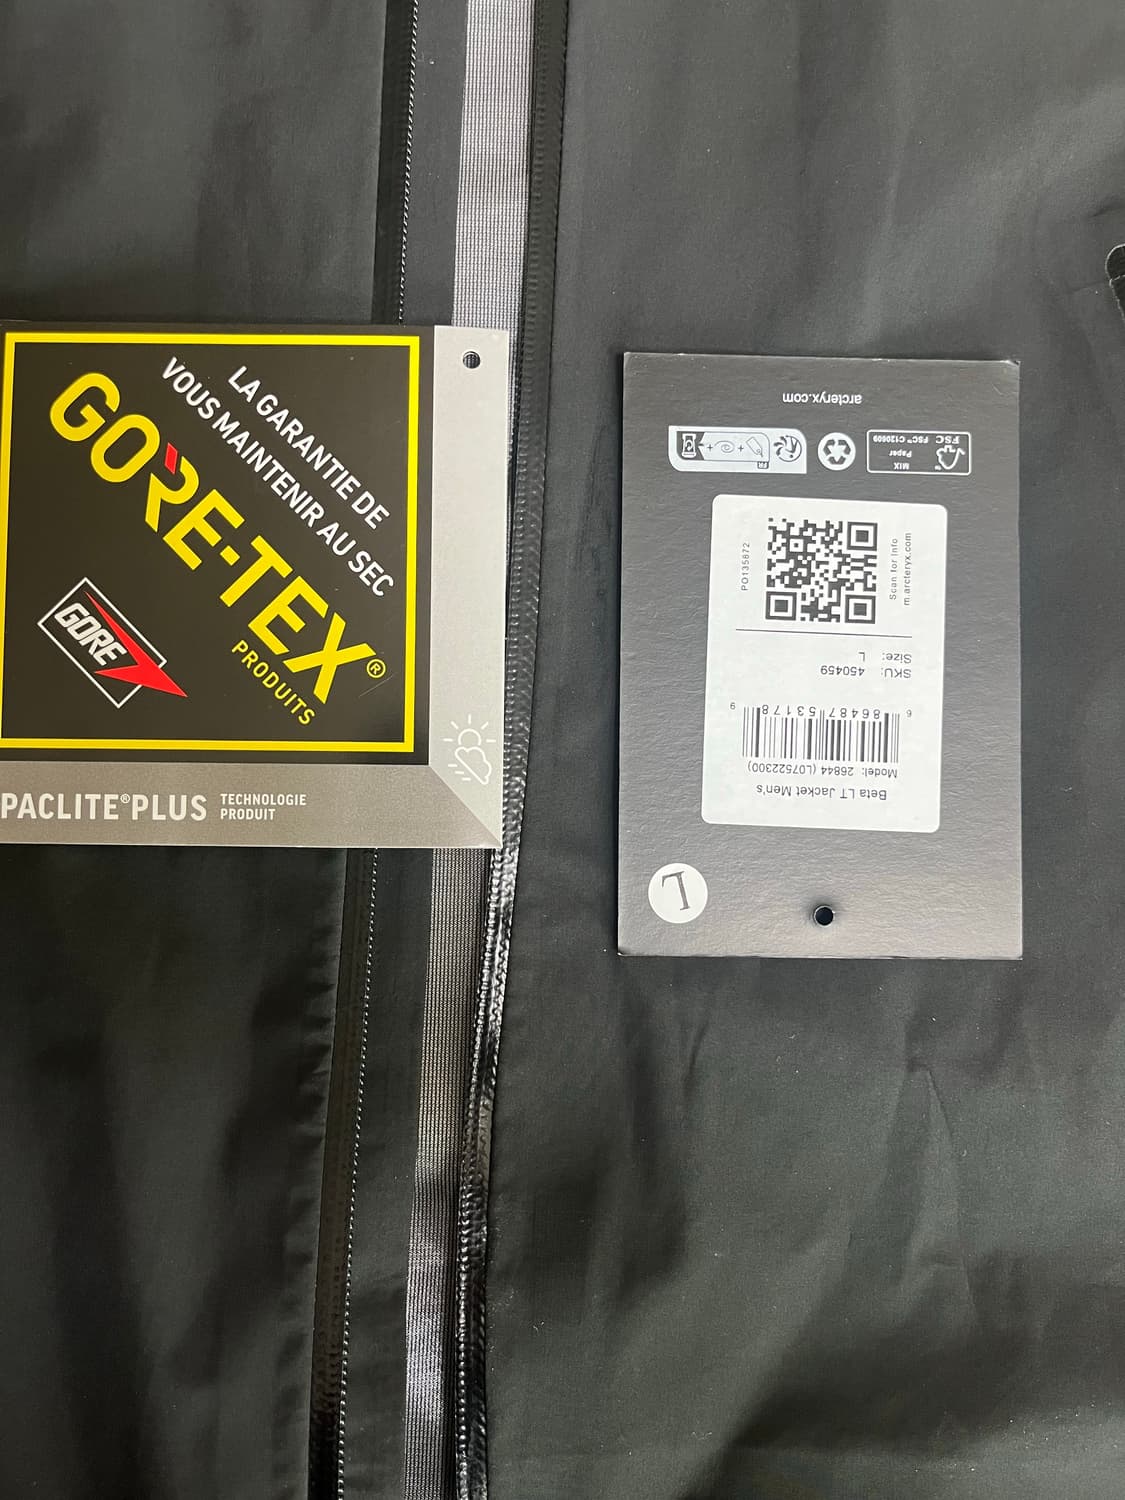 LA GARANTIE DE
VOUS MAINTENIR AU SEC
GORE-TEX®
PRODUITS
GORE
PACLITE®PLUS
TECHNOLOGIE
PRODUIT
L
Beta LT Jacket Men's
Model: 26844 (L07522300)
6 86487 53178 9
SKU: 450459
Size: L
Scan for Info
m.arcteryx.com
PO135872
FSC
MIX
Paper
FSC™ C120609
FR
arcteryx.com